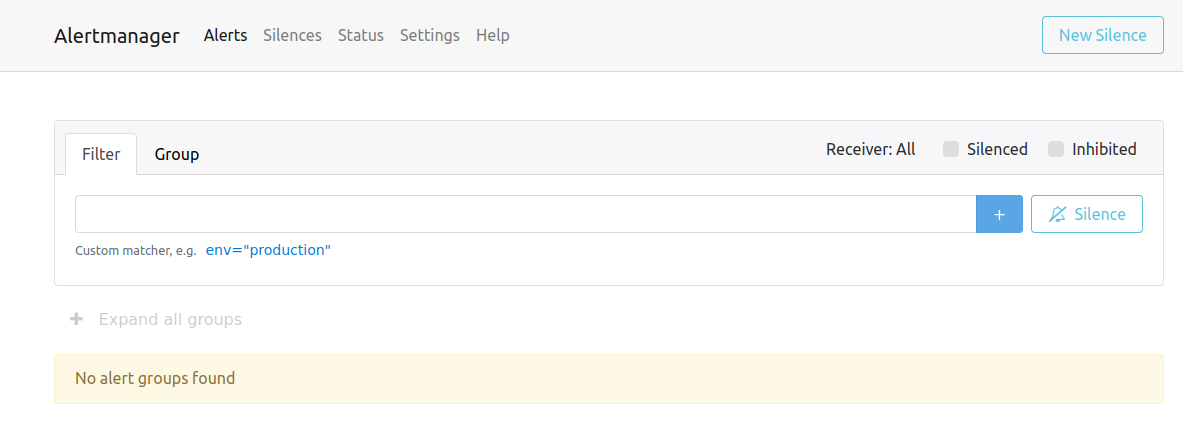 Alertmanager Alerts Silences Status Settings Help New Silence
Filter Group Receiver: All Silenced Inhibited
+ Silence
Custom matcher, e.g. env="production"
+ Expand all groups
No alert groups found